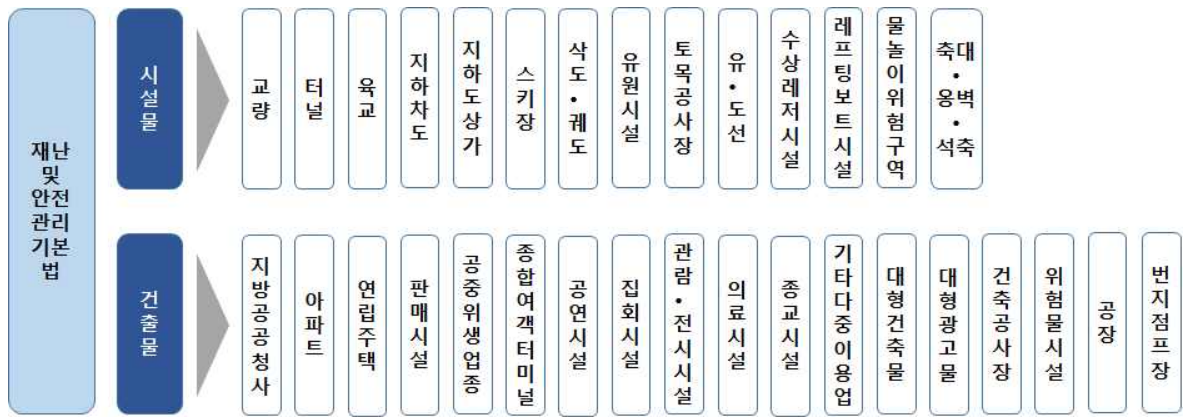 재난
및
안전
관리
기본
법
시설물
교량
터널
육교
지하차도
지하도상가
스키장
삭도•궤도
유원시설
토목공사장
유•도선
수상레저시설
레프팅보트시설
물놀이위험구역
축대
•
옹벽
•
석축
건출물
지방공공청사
아파트
연립주택
판매시설
공중위생업종
종합여객터미널
공연시설
집회시설
관람•전시시설
의료시설
종교시설
기타다중이용업
대형건축물
대형광고물
건축공사장
위험물시설
공장
번지점프장